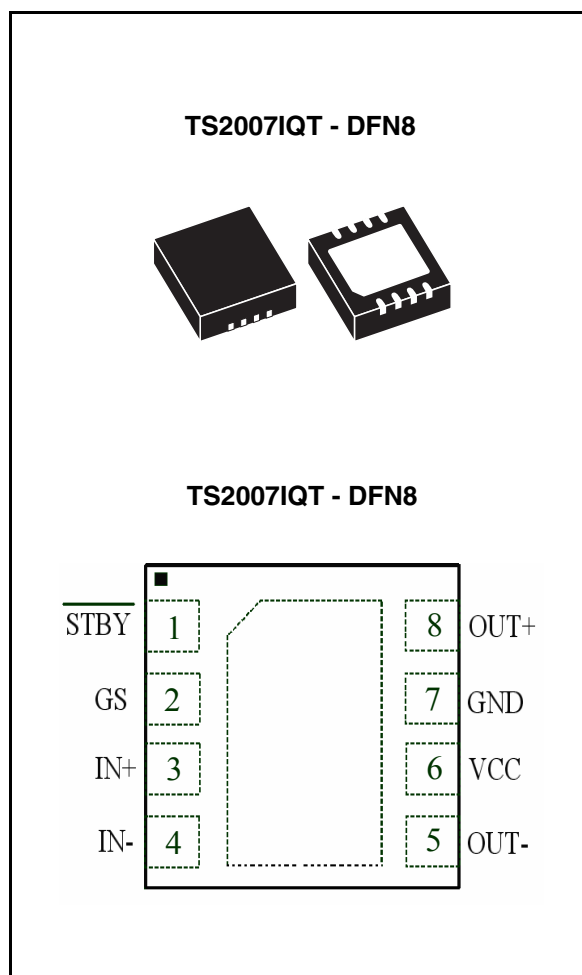 TS2007IQT - DFN8
TS2007IQT - DFN8
STBY 1 8 OUT+
GS 2 7 GND
IN+ 3 6 VCC
IN- 4 5 OUT-